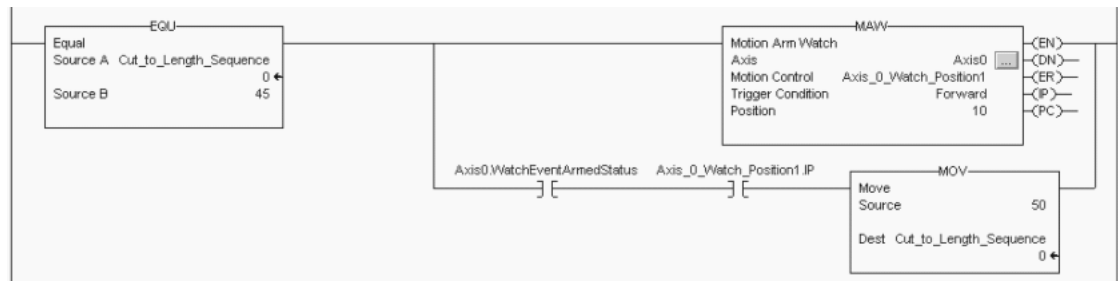 EQU
Equal
Source A Cut_to_Length_Sequence
0
Source B 45
MAW
Motion Arm Watch
Axis Axis0 ...
Motion Control Axis_0_Watch_Position1
Trigger Condition Forward
Position 10
EN
DN
ER
IP
PC
Axis0.WatchEventArmedStatus Axis_0_Watch_Position1.IP
MOV
Move
Source 50
Dest Cut_to_Length_Sequence
0